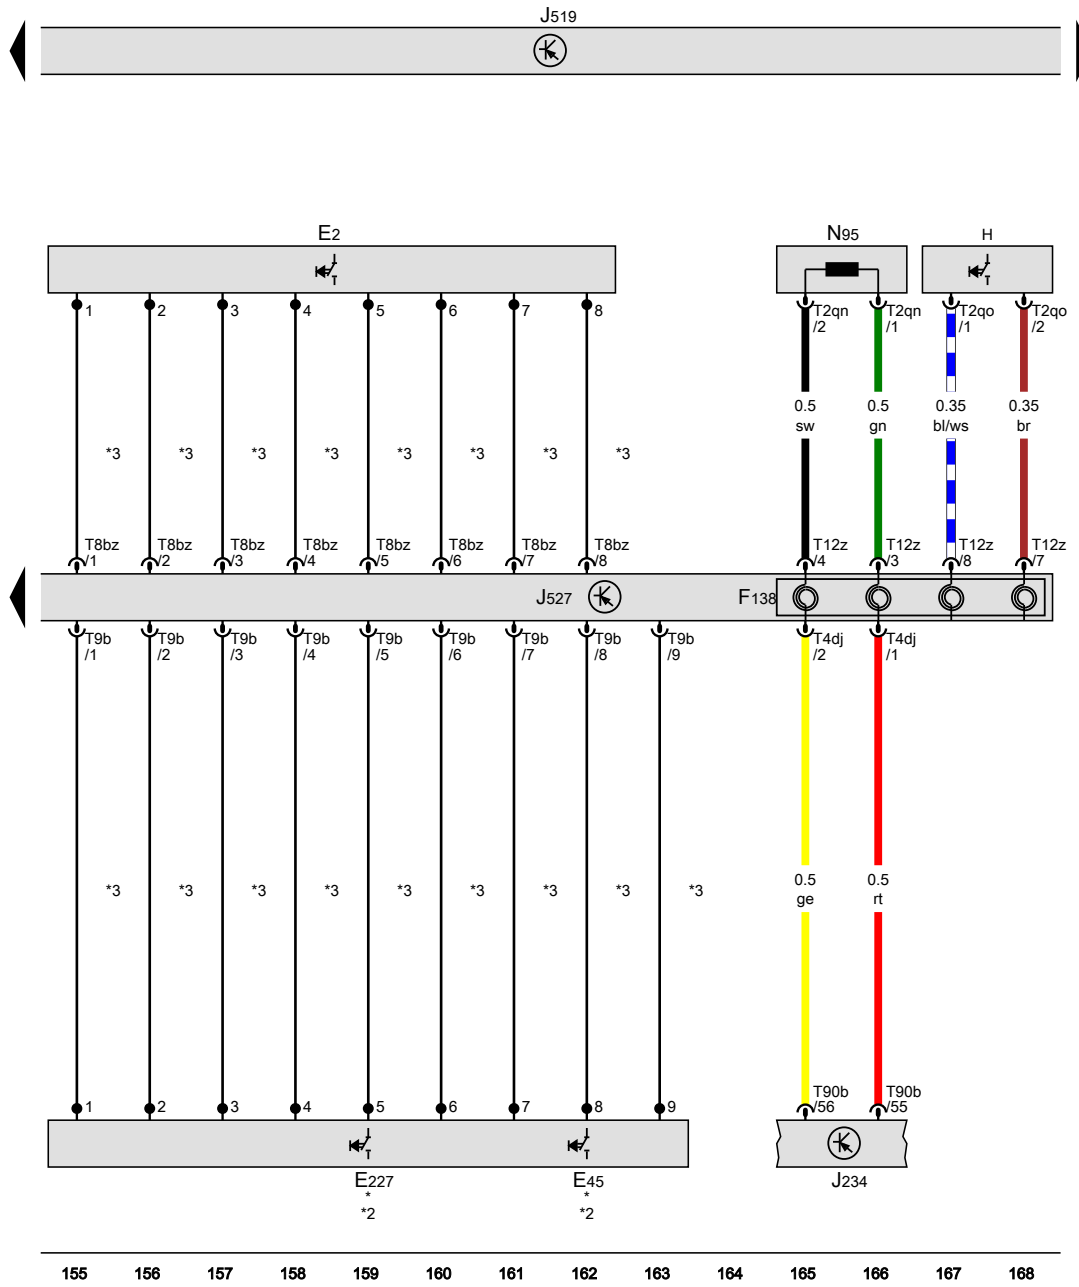 J519
E2 N95 H
1 2 3 4 5 6 7 8 T2qn T2qn T2qo T2qo
/2 /1 /1 /2
0.5 0.5 0.35 0.35
sw gn bl/ws br
*3 *3 *3 *3 *3 *3 *3 *3
T8bz T8bz T8bz T8bz T8bz T8bz T8bz T8bz T12z T12z T12z T12z
/1 /2 /3 /4 /5 /6 /7 /8 /4 /3 /8 /7
J527 F138
T9b T9b T9b T9b T9b T9b T9b T9b T9b T4dj T4dj
/1 /2 /3 /4 /5 /6 /7 /8 /9 /2 /1
*3 *3 *3 *3 *3 *3 *3 *3 *3
0.5 0.5
ge rt
T90b T90b
1 2 3 4 5 6 7 8 9 /56 /55
E227 E45 J234
* *
*2 *2
155 156 157 158 159 160 161 162 163 164 165 166 167 168